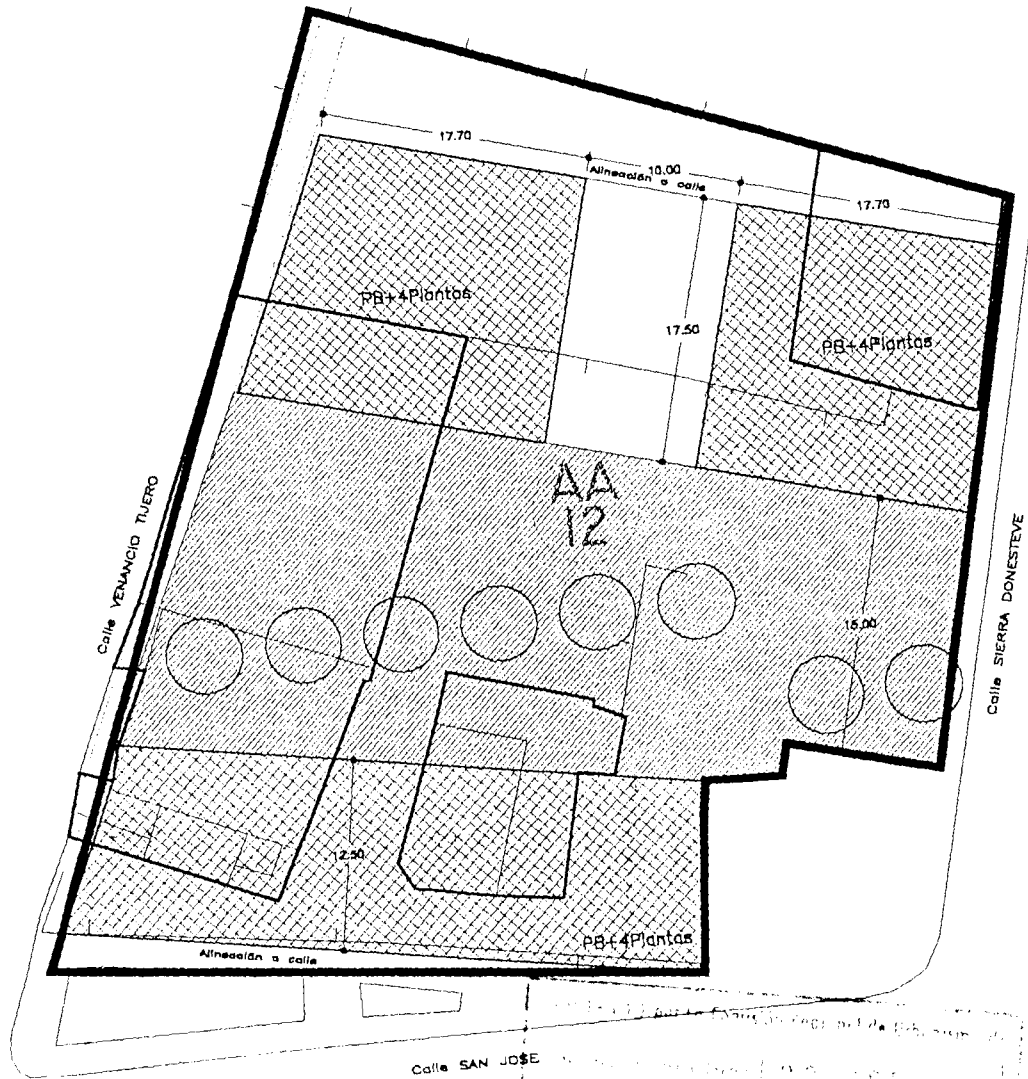 17.70
10.00
Alineación a calle
17.70
17.50
PB+4Plantas
PB+4Plantas
AA
12
Calle VENANCIO TIJERO
15.00
Calle SIERRA DONESTEVE
12.50
PB+4Plantas
Alineación a calle
Calle SAN JOSE